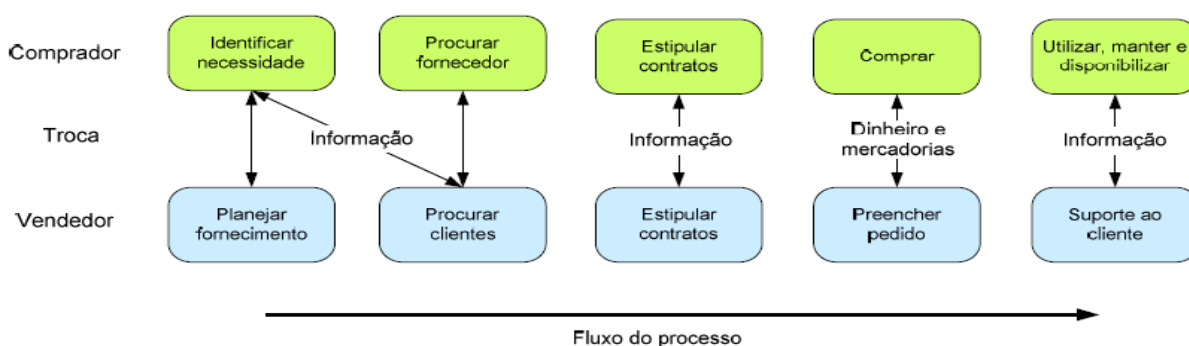 Comprador
Identificar
necessidade
Procurar
fornecedor
Estipular
contratos
Comprar
Utilizar, manter e
disponibilizar
Troca
Informação
Informação
Dinheiro e
mercadorias
Informação
Vendedor
Planejar
fornecimento
Procurar
clientes
Estipular
contratos
Preencher
pedido
Suporte ao
cliente
Fluxo do processo